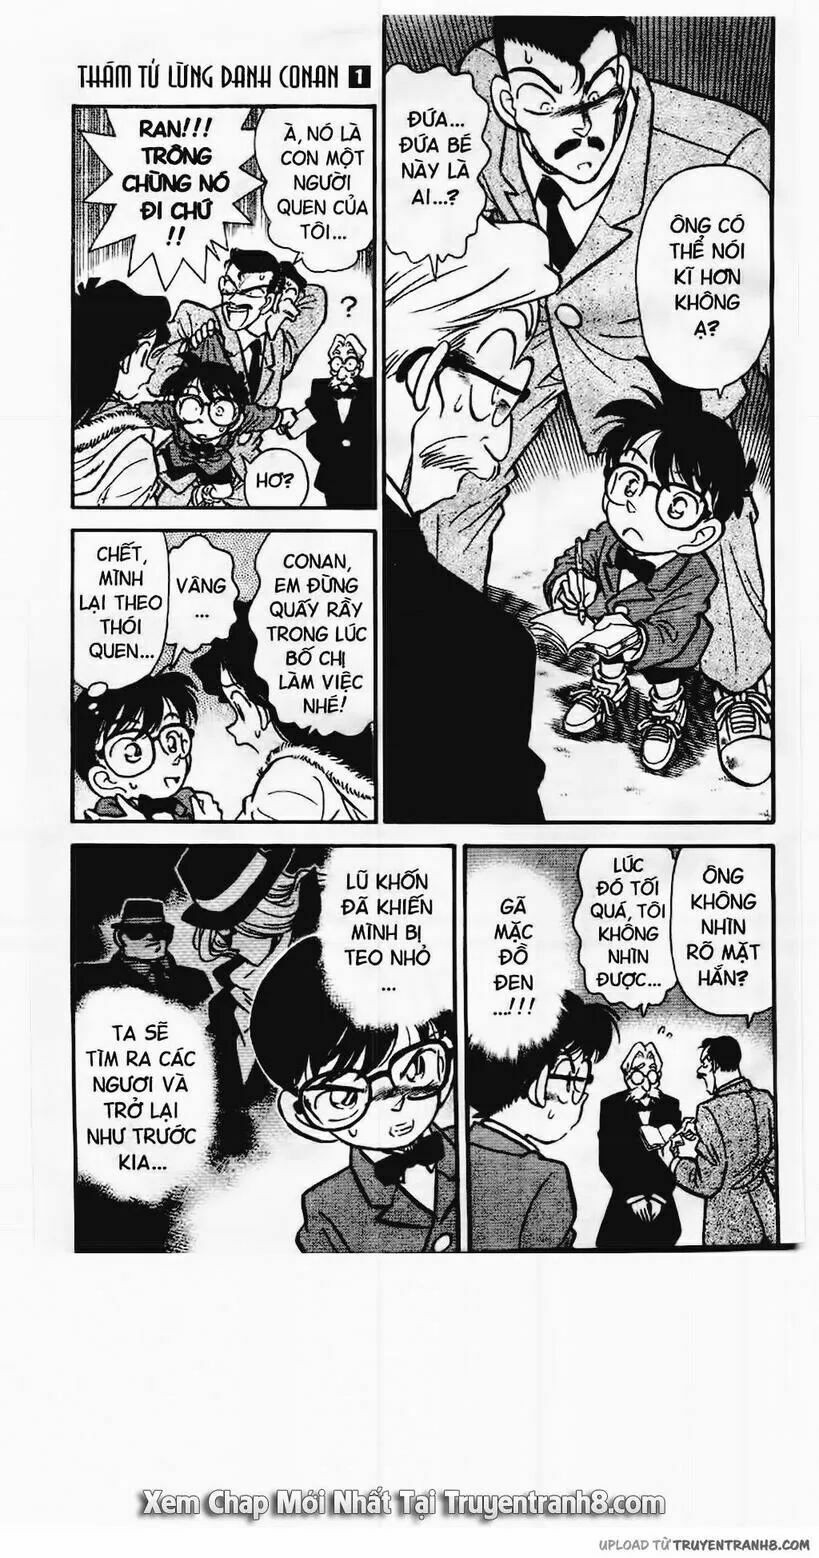 THÁM TỬ LỪNG DANH CONAN 1
ÔNG CÓ
THỂ NÓI
KĨ HƠN
KHÔNG
Ạ?
ĐỨA...
ĐỨA BÉ
NÀY LÀ
AI...?
À, NÓ LÀ
CON MỘT
NGƯỜI
QUEN CỦA
TÔI...
RAN!!!
TRÔNG
CHỪNG NÓ
ĐI CHỨ
!!
?
HƠ?
CONAN,
EM ĐỪNG
QUẤY RẦY
TRONG LÚC
BỐ CHỊ
LÀM VIỆC
NHÉ!
VÂNG
...
CHẾT,
MÌNH
LẠI THEO
THÓI
QUEN...
ÔNG
KHÔNG
NHÌN
RÕ MẶT
HẮN?
LÚC
ĐÓ TỐI
QUÁ, TÔI
KHÔNG
NHÌN
ĐƯỢC...
GÃ
MẶC
ĐỒ
ĐEN
...!!!
LŨ KHỐN
ĐÃ KHIẾN
MÌNH BỊ
TEO NHỎ
...
TA SẼ
TÌM RA CÁC
NGƯƠI VÀ
TRỞ LẠI
NHƯ TRƯỚC
KIA...
Xem Chap Mới Nhất Tại Truyentranh8.com
UPLOAD TỪ TRUYENTRANH8.COM